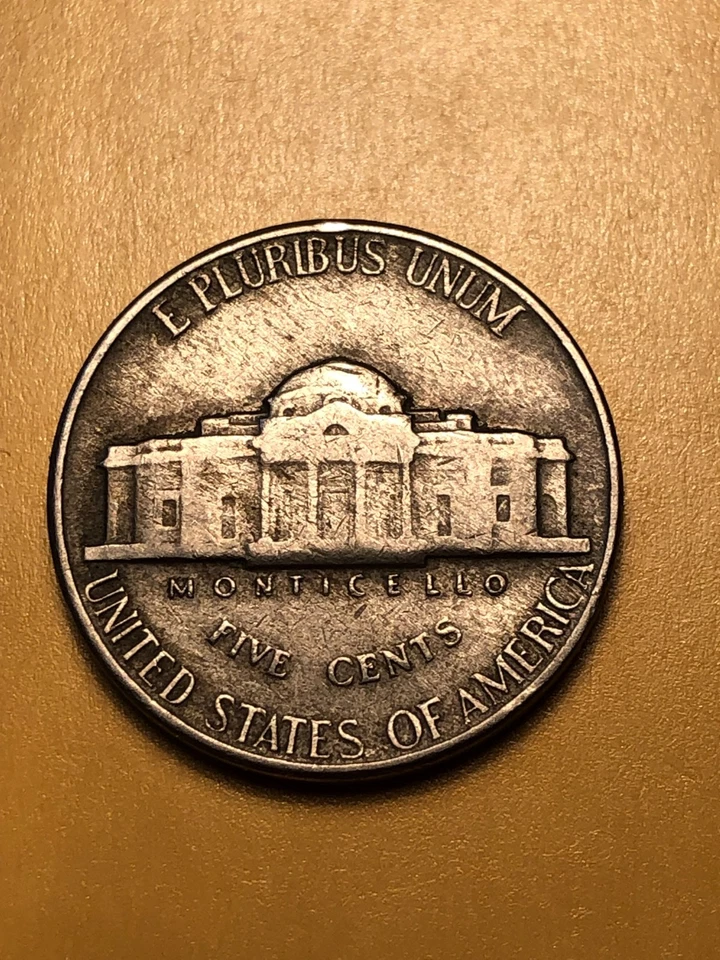 E PLURIBUS UNUM
MONTICELLO
FIVE CENTS
UNITED STATES OF AMERICA